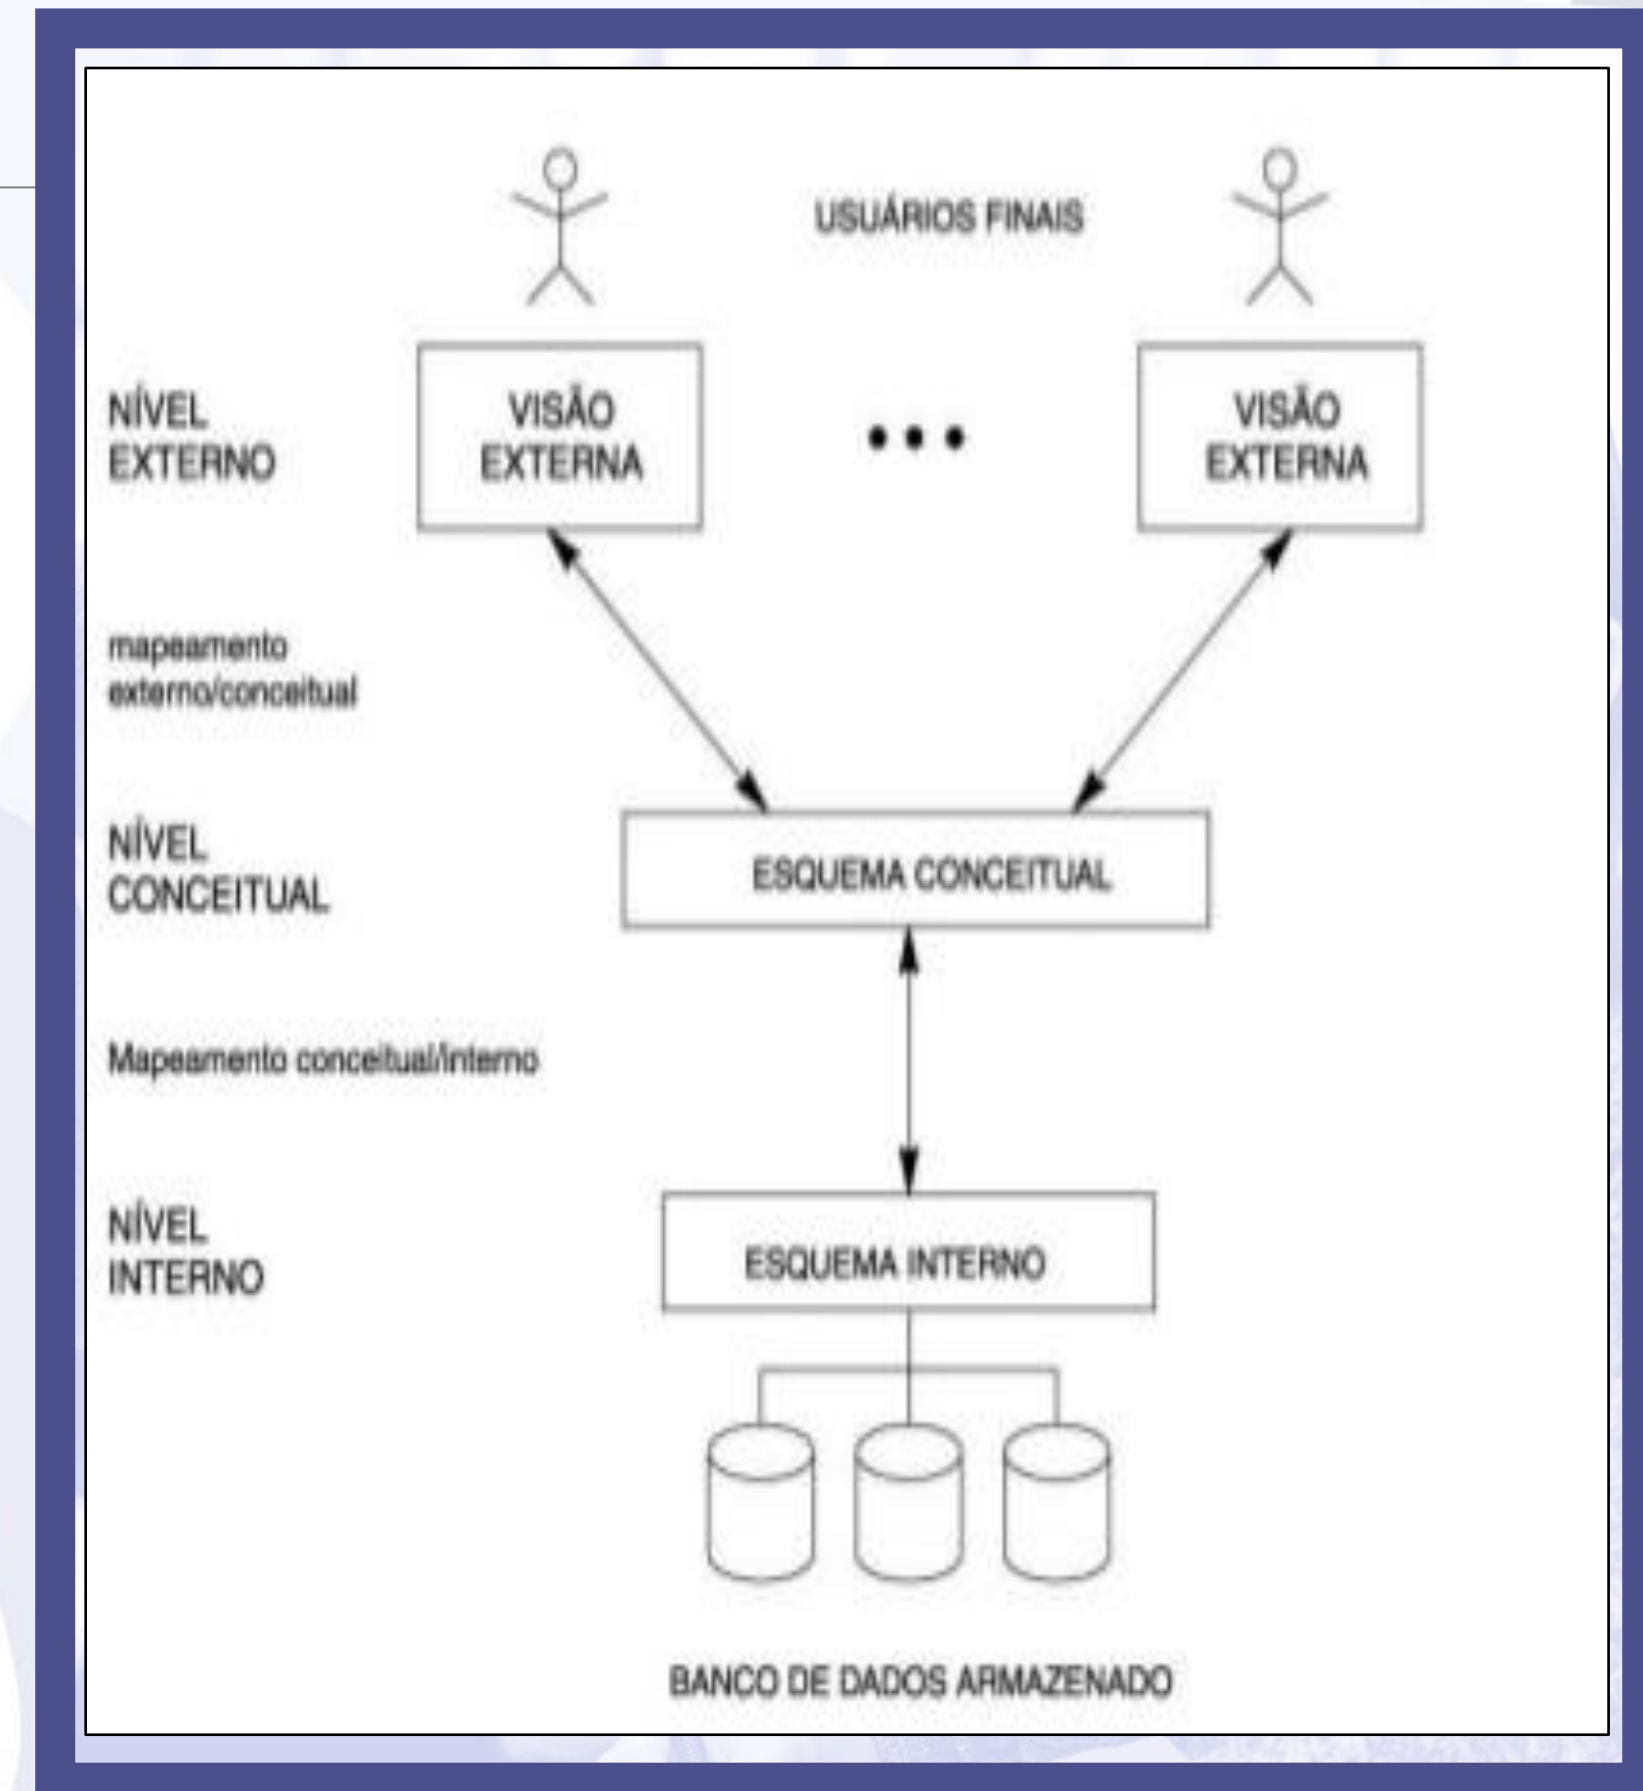 USUÁRIOS FINAIS
NÍVEL
EXTERNO
VISÃO
EXTERNA
VISÃO
EXTERNA
mapeamento
externo/conceitual
NÍVEL
CONCEITUAL
ESQUEMA CONCEITUAL
Mapeamento conceitual/interno
NÍVEL
INTERNO
ESQUEMA INTERNO
BANCO DE DADOS ARMAZENADO